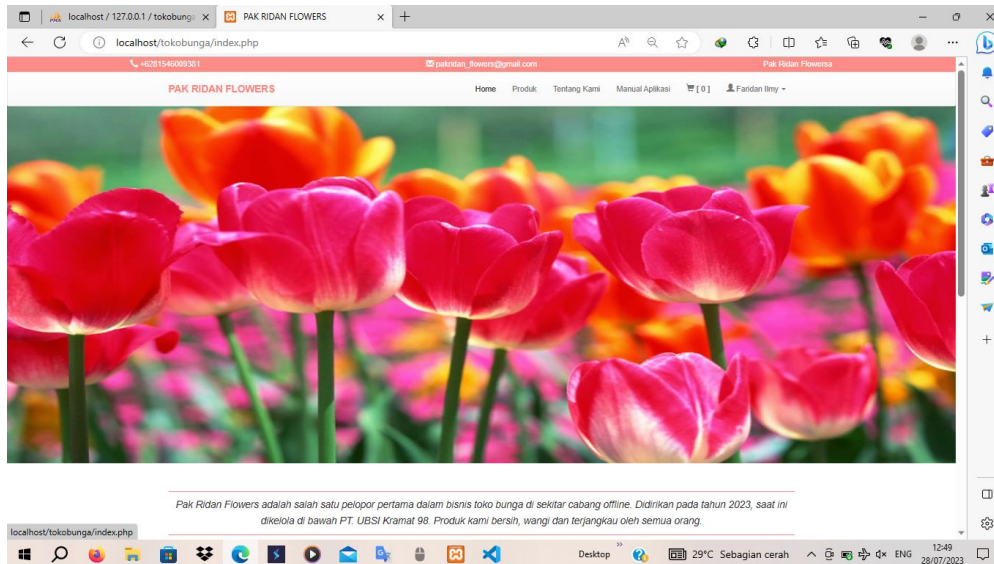 localhost / 127.0.0.1 / tokobunga
PAK RIDAN FLOWERS
localhost/tokobunga/index.php
+6281546009381
pakridan_flowers@gmail.com
Pak Ridan Flowersa
PAK RIDAN FLOWERS
Home
Produk
Tentang Kami
Manual Aplikasi
[ 0 ]
Faridan Ilmy
Pak Ridan Flowers adalah salah satu pelopor pertama dalam bisnis toko bunga di sekitar cabang offline. Didirikan pada tahun 2023, saat ini
dikelola di bawah PT. UBSI Kramat 98. Produk kami bersih, wangi dan terjangkau oleh semua orang.
localhost/tokobunga/index.php
Desktop
29°C Sebagian cerah
ENG
12:49
28/07/2023